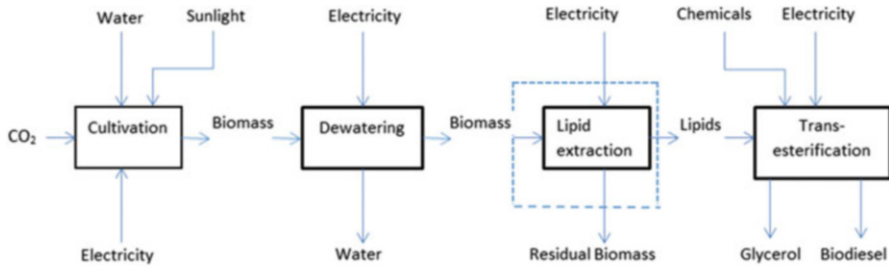 Water
Sunlight
Electricity
Electricity
Chemicals
Electricity
CO₂
Cultivation
Biomass
Dewatering
Biomass
Lipid
extraction
Lipids
Trans-
esterification
Electricity
Water
Residual Biomass
Glycerol
Biodiesel